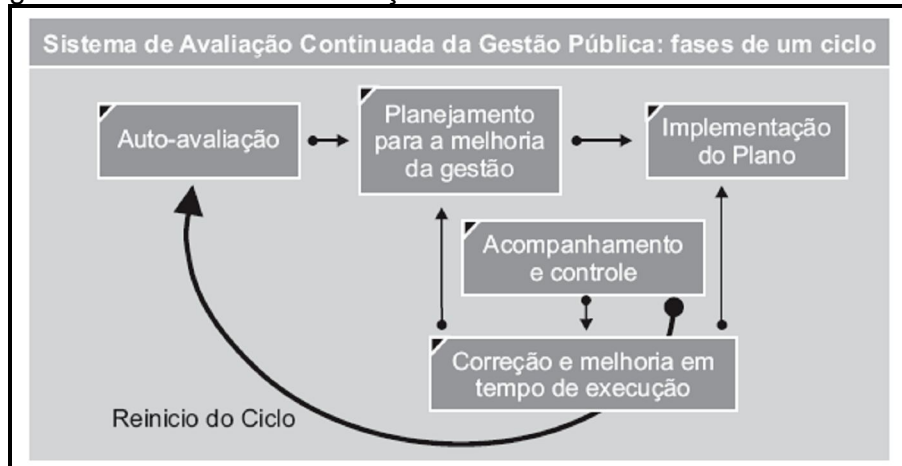 Sistema de Avaliação Continuada da Gestão Pública: fases de um ciclo
Auto-avaliação
Planejamento
para a melhoria
da gestão
Implementação
do Plano
Acompanhamento
e controle
Correção e melhoria em
tempo de execução
Reinicio do Ciclo